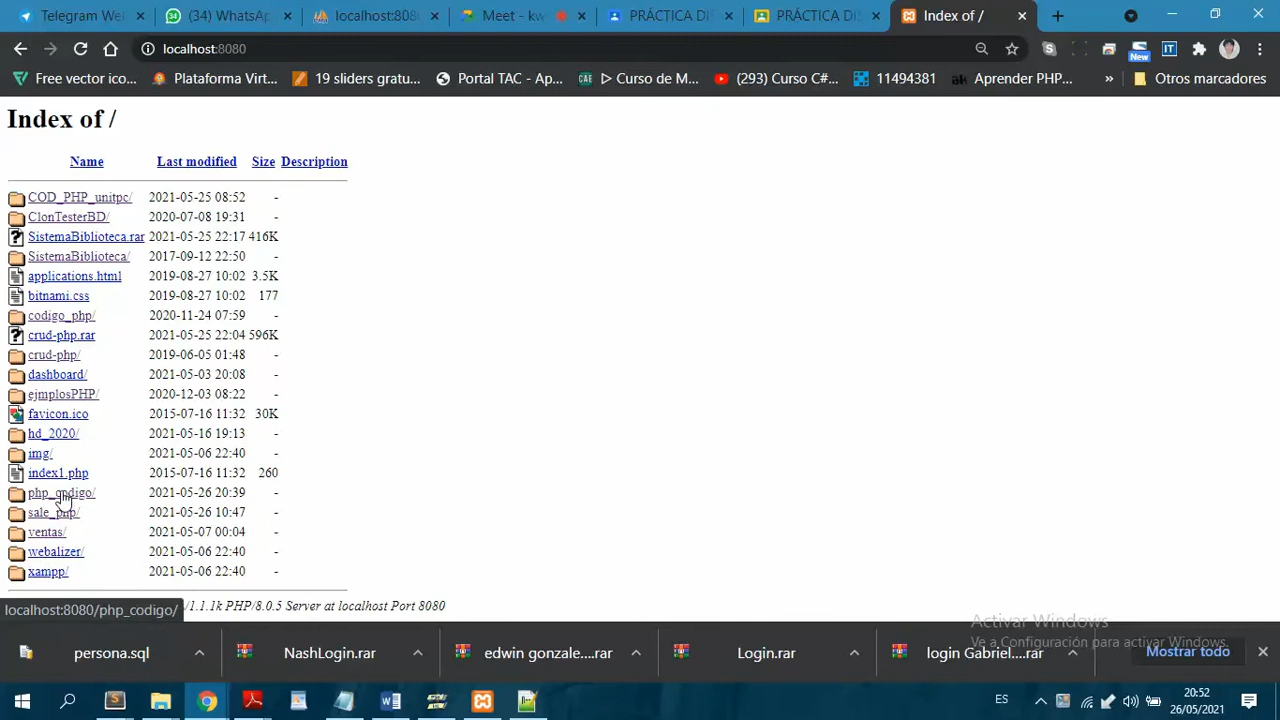 Telegram We
(34) WhatsA
localhost:808
Meet - kw
PRÁCTICA DI
PRÁCTICA DI
Index of /
localhost:8080
New
Free vector ico...
Plataforma Virt...
19 sliders gratu...
Portal TAC - Ap...
CAE
Curso de M...
(293) Curso C#...
11494381
Aprender PHP...
»
Otros marcadores
Index of /
Name Last modified Size Description
COD_PHP_unitpc/ 2021-05-25 08:52 -
ClonTesterBD/ 2020-07-08 19:31 -
SistemaBiblioteca.rar 2021-05-25 22:17 416K
SistemaBiblioteca/ 2017-09-12 22:50 -
applications.html 2019-08-27 10:02 3.5K
bitnami.css 2019-08-27 10:02 177
codigo_php/ 2020-11-24 07:59 -
crud-php.rar 2021-05-25 22:04 596K
crud-php/ 2019-06-05 01:48 -
dashboard/ 2021-05-03 20:08 -
ejmplosPHP/ 2020-12-03 08:22 -
favicon.ico 2015-07-16 11:32 30K
hd_2020/ 2021-05-16 19:13 -
img/ 2021-05-06 22:40 -
index1.php 2015-07-16 11:32 260
php_codigo/ 2021-05-26 20:39 -
sale_php/ 2021-05-26 10:47 -
ventas/ 2021-05-07 00:04 -
webalizer/ 2021-05-06 22:40 -
xampp/ 2021-05-06 22:40 -
localhost:8080/php_codigo/
/1.1.1k PHP/8.0.5 Server at localhost Port 8080
Activar Windows
Ve a Configuración para activar Windows.
persona.sql
NashLogin.rar
edwin gonzale....rar
Login.rar
login Gabriel....rar
Mostrar todo
ES
20:52
26/05/2021